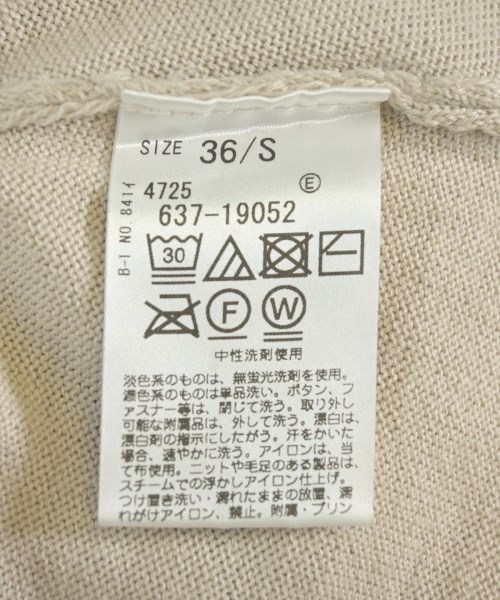 SIZE 36/S
B-I NO.841イ
4725 E
637-19052
30
F W
中性洗剤使用
淡色系のものは、無蛍光洗剤を使用。
濃色系のものは単品洗い。ボタン、フ
ァスナー等は、閉じて洗う。取り外し
可能な附属品は、外して洗う。漂白は、
漂白剤の指示にしたがう。汗をかいた
場合、速やかに洗う。アイロンは、当
て布使用。ニットや毛足のある製品は、
スチームでの浮かしアイロン仕上げ。
つけ置き洗い・濡れたままの放置、濡
れがけアイロン、禁止。附属・プリン